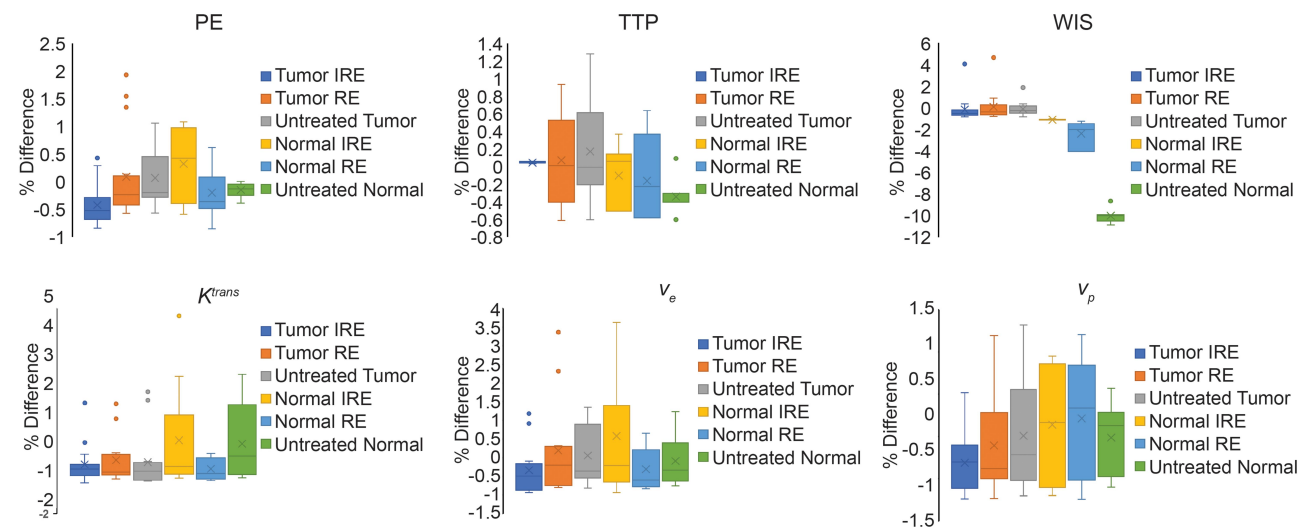 PE
2.5
2
1.5
1
0.5
0
-0.5
-1
% Difference
Tumor IRE
Tumor RE
Untreated Tumor
Normal IRE
Normal RE
Untreated Normal
TTP
1.4
1.2
1
0.8
0.6
0.4
0.2
0
-0.2
-0.4
-0.6
-0.8
% Difference
Tumor IRE
Tumor RE
Untreated Tumor
Normal IRE
Normal RE
Untreated Normal
WIS
6
4
2
0
-2
-4
-6
-8
-10
-12
% Difference
Tumor IRE
Tumor RE
Untreated Tumor
Normal IRE
Normal RE
Untreated Normal
Ktrans
5
4
3
2
1
0
-1
-2
-2
% Difference
Tumor IRE
Tumor RE
Untreated Tumor
Normal IRE
Normal RE
Untreated Normal
ve
4
3.5
3
2.5
2
1.5
1
0.5
0
-0.5
-1
-1.5
% Difference
Tumor IRE
Tumor RE
Untreated Tumor
Normal IRE
Normal RE
Untreated Normal
vp
1.5
1
0.5
0
-0.5
-1
-1.5
% Difference
Tumor IRE
Tumor RE
Untreated Tumor
Normal IRE
Normal RE
Untreated Normal